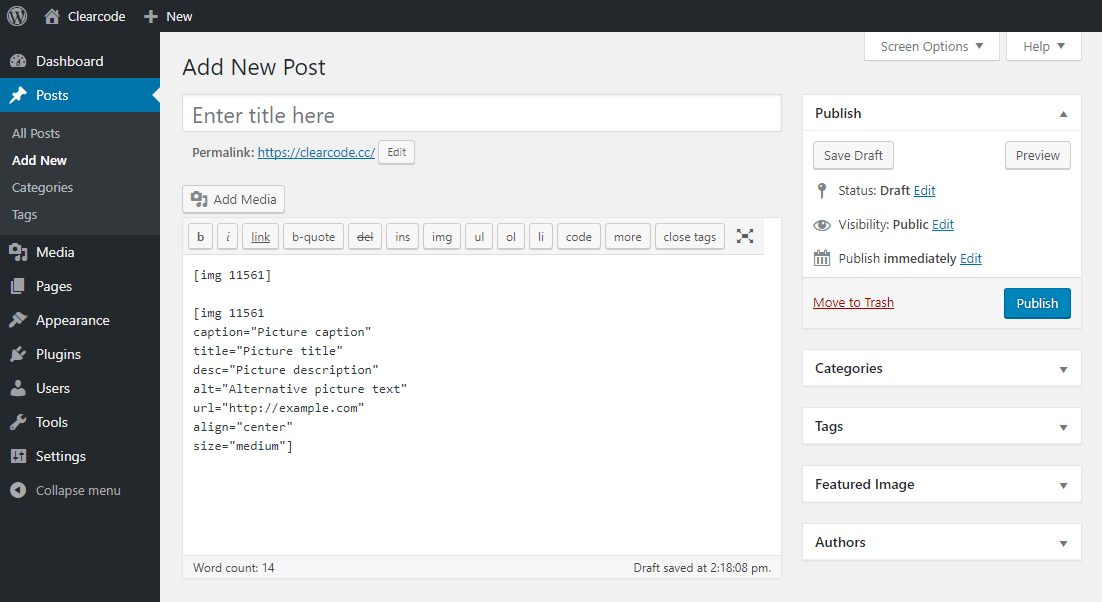 Clearcode New
Screen Options Help
Dashboard
Posts
All Posts
Add New
Categories
Tags
Media
Pages
Appearance
Plugins
Users
Tools
Settings
Collapse menu
Add New Post
Enter title here
Permalink: https://clearcode.cc/ Edit
Add Media
b i link b-quote del ins img ul ol li code more close tags
[img 11561]
[img 11561
caption="Picture caption"
title="Picture title"
desc="Picture description"
alt="Alternative picture text"
url="http://example.com"
align="center"
size="medium"]
Word count: 14 Draft saved at 2:18:08 pm.
Publish
Save Draft Preview
Status: Draft Edit
Visibility: Public Edit
Publish immediately Edit
Move to Trash Publish
Categories
Tags
Featured Image
Authors